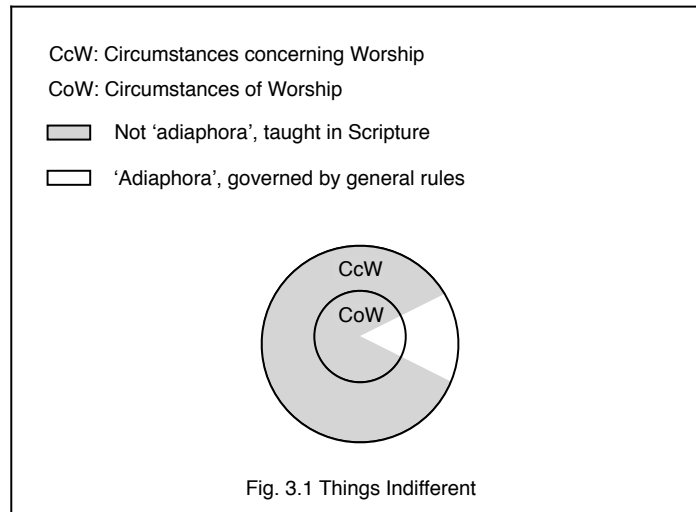 CcW: Circumstances concerning Worship
CoW: Circumstances of Worship
Not ‘adiaphora’, taught in Scripture
‘Adiaphora’, governed by general rules
CcW
CoW
Fig. 3.1 Things Indifferent